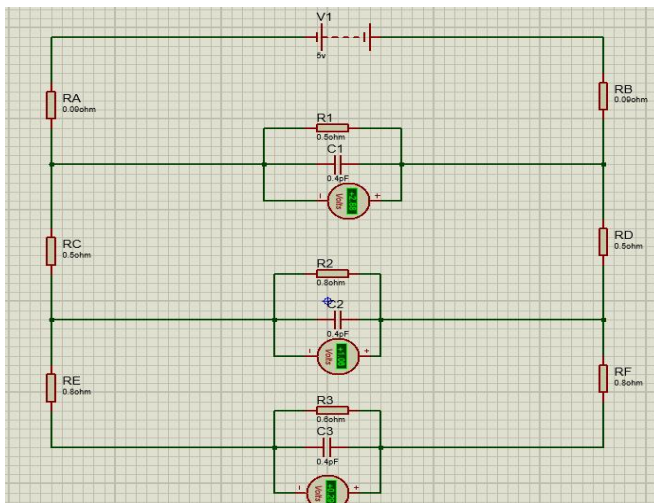 V1
5v
RA
0.09ohm
RB
0.09ohm
R1
0.5ohm
C1
0.4pF
- +
Volts
RC
0.5ohm
RD
0.5ohm
R2
0.8ohm
C2
0.4pF
- +
Volts
RE
0.8ohm
RF
0.8ohm
R3
0.6ohm
C3
0.4pF
- +
Volts